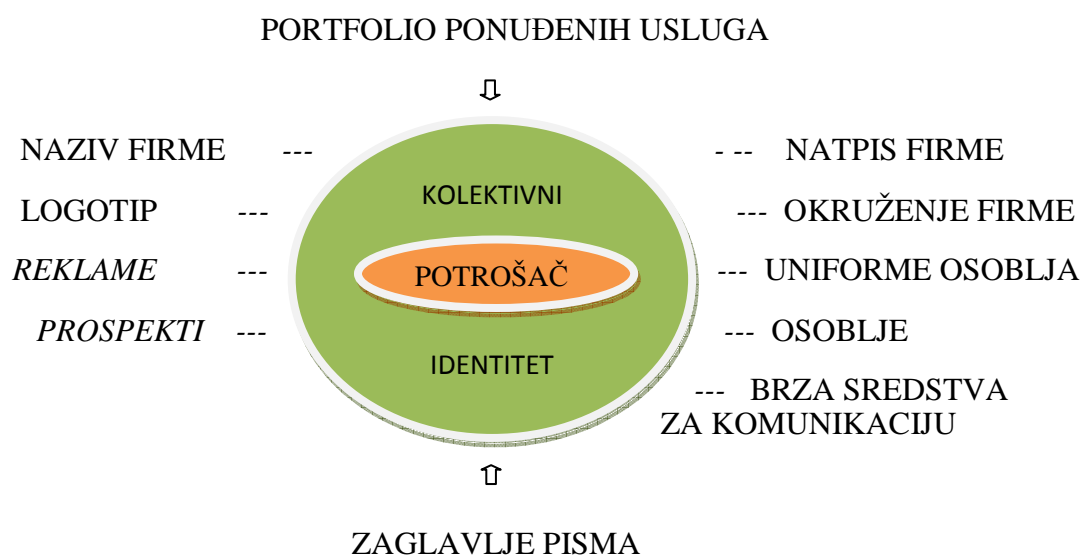 PORTFOLIO PONUĐENIH USLUGA
NAZIV FIRME --- - -- NATPIS FIRME
KOLEKTIVNI
LOGOTIP --- --- OKRUŽENJE FIRME
REKLAME --- POTROŠAČ --- UNIFORME OSOBLJA
PROSPEKTI --- --- OSOBLJE
IDENTITET
--- BRZA SREDSTVA
ZA KOMUNIKACIJU
ZAGLAVLJE PISMA